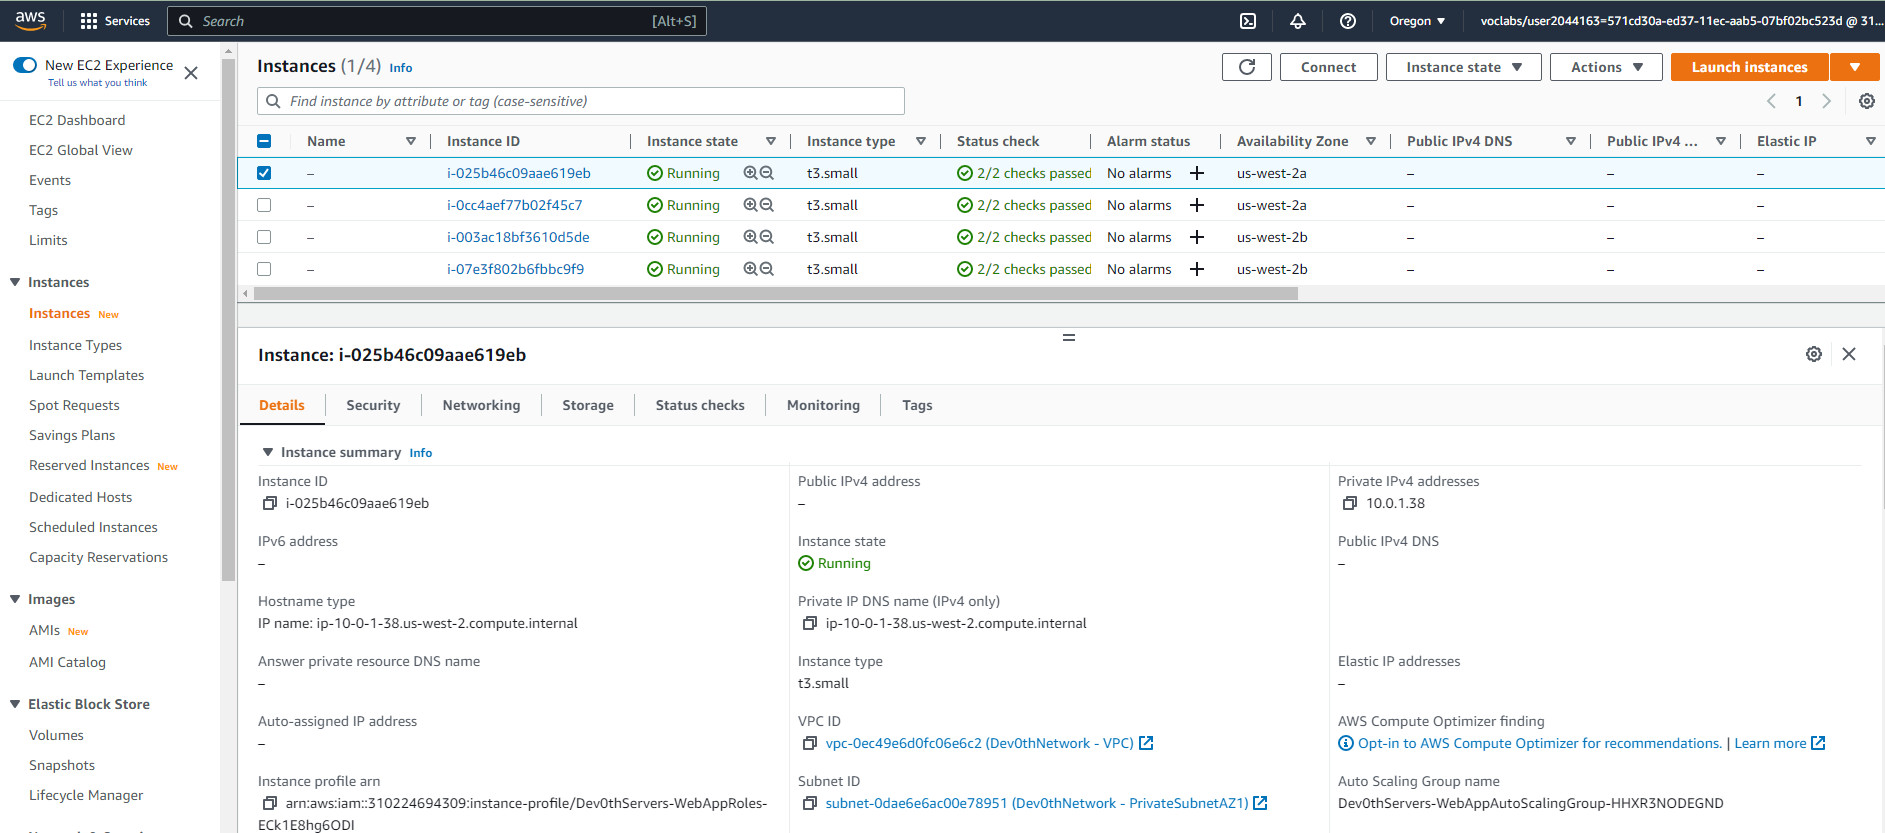 aws
Services
Search
[Alt+S]
Oregon
voclabs/user2044163=571cd30a-ed37-11ec-aab5-07bf02bc523d @ 31...
New EC2 Experience
Tell us what you think
EC2 Dashboard
EC2 Global View
Events
Tags
Limits
Instances
Instances New
Instance Types
Launch Templates
Spot Requests
Savings Plans
Reserved Instances New
Dedicated Hosts
Scheduled Instances
Capacity Reservations
Images
AMIs New
AMI Catalog
Elastic Block Store
Volumes
Snapshots
Lifecycle Manager
Instances (1/4) Info
Connect
Instance state
Actions
Launch instances
Find instance by attribute or tag (case-sensitive)
1
Name Instance ID Instance state Instance type Status check Alarm status Availability Zone Public IPv4 DNS Public IPv4 ... Elastic IP
– i-025b46c09aae619eb Running t3.small 2/2 checks passed No alarms us-west-2a – – –
– i-0cc4aef77b02f45c7 Running t3.small 2/2 checks passed No alarms us-west-2a – – –
– i-003ac18bf3610d5de Running t3.small 2/2 checks passed No alarms us-west-2b – – –
– i-07e3f802b6fbbc9f9 Running t3.small 2/2 checks passed No alarms us-west-2b – – –
Instance: i-025b46c09aae619eb
Details Security Networking Storage Status checks Monitoring Tags
Instance summary Info
Instance ID
i-025b46c09aae619eb
Public IPv4 address
–
Private IPv4 addresses
10.0.1.38
IPv6 address
–
Instance state
Running
Public IPv4 DNS
–
Hostname type
IP name: ip-10-0-1-38.us-west-2.compute.internal
Private IP DNS name (IPv4 only)
ip-10-0-1-38.us-west-2.compute.internal
Answer private resource DNS name
–
Instance type
t3.small
Elastic IP addresses
–
Auto-assigned IP address
–
VPC ID
vpc-0ec49e6d0fc06e6c2 (Dev0thNetwork - VPC)
AWS Compute Optimizer finding
Opt-in to AWS Compute Optimizer for recommendations. | Learn more
Instance profile arn
arn:aws:iam::310224694309:instance-profile/Dev0thServers-WebAppRoles-
ECk1E8hg6ODI
Subnet ID
subnet-0dae6e6ac00e78951 (Dev0thNetwork - PrivateSubnetAZ1)
Auto Scaling Group name
Dev0thServers-WebAppAutoScalingGroup-HHXR3NODEGND